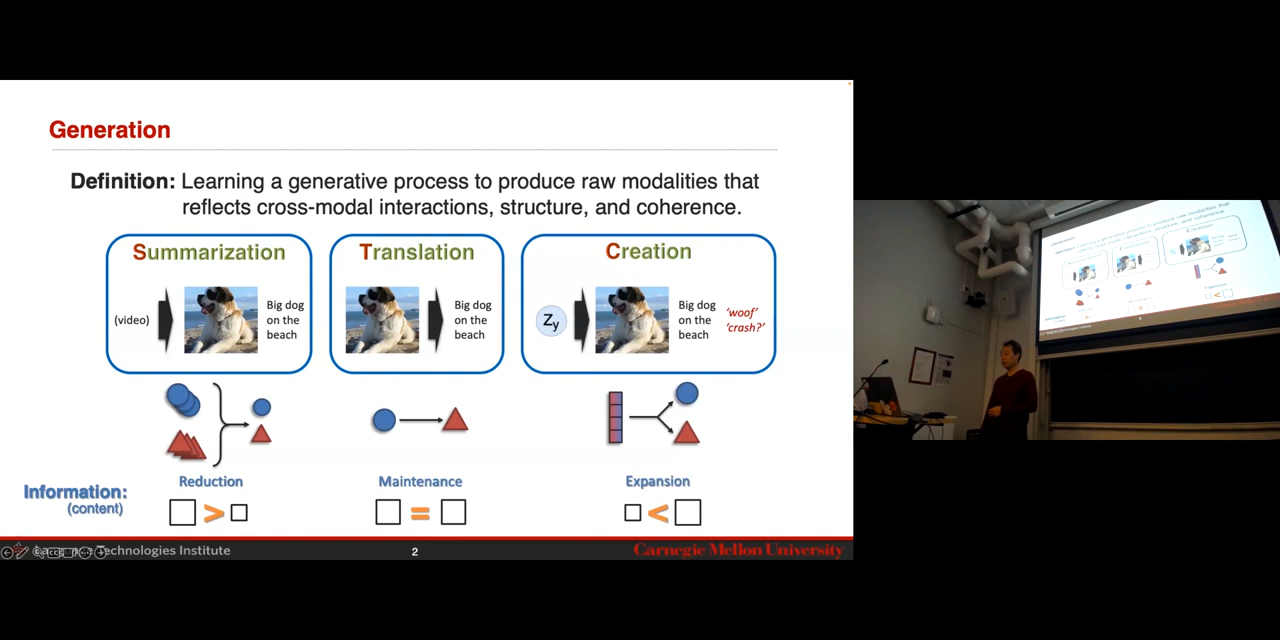 Generation
Definition: Learning a generative process to produce raw modalities that
reflects cross-modal interactions, structure, and coherence.
Summarization
(video)
Big dog
on the
beach
Translation
Big dog
on the
beach
Creation
Zy
Big dog
on the
beach
'woof'
'crash?'
Reduction
Maintenance
Expansion
Information:
(content)
>
=
<
Technologies Institute
2
Carnegie Mellon University